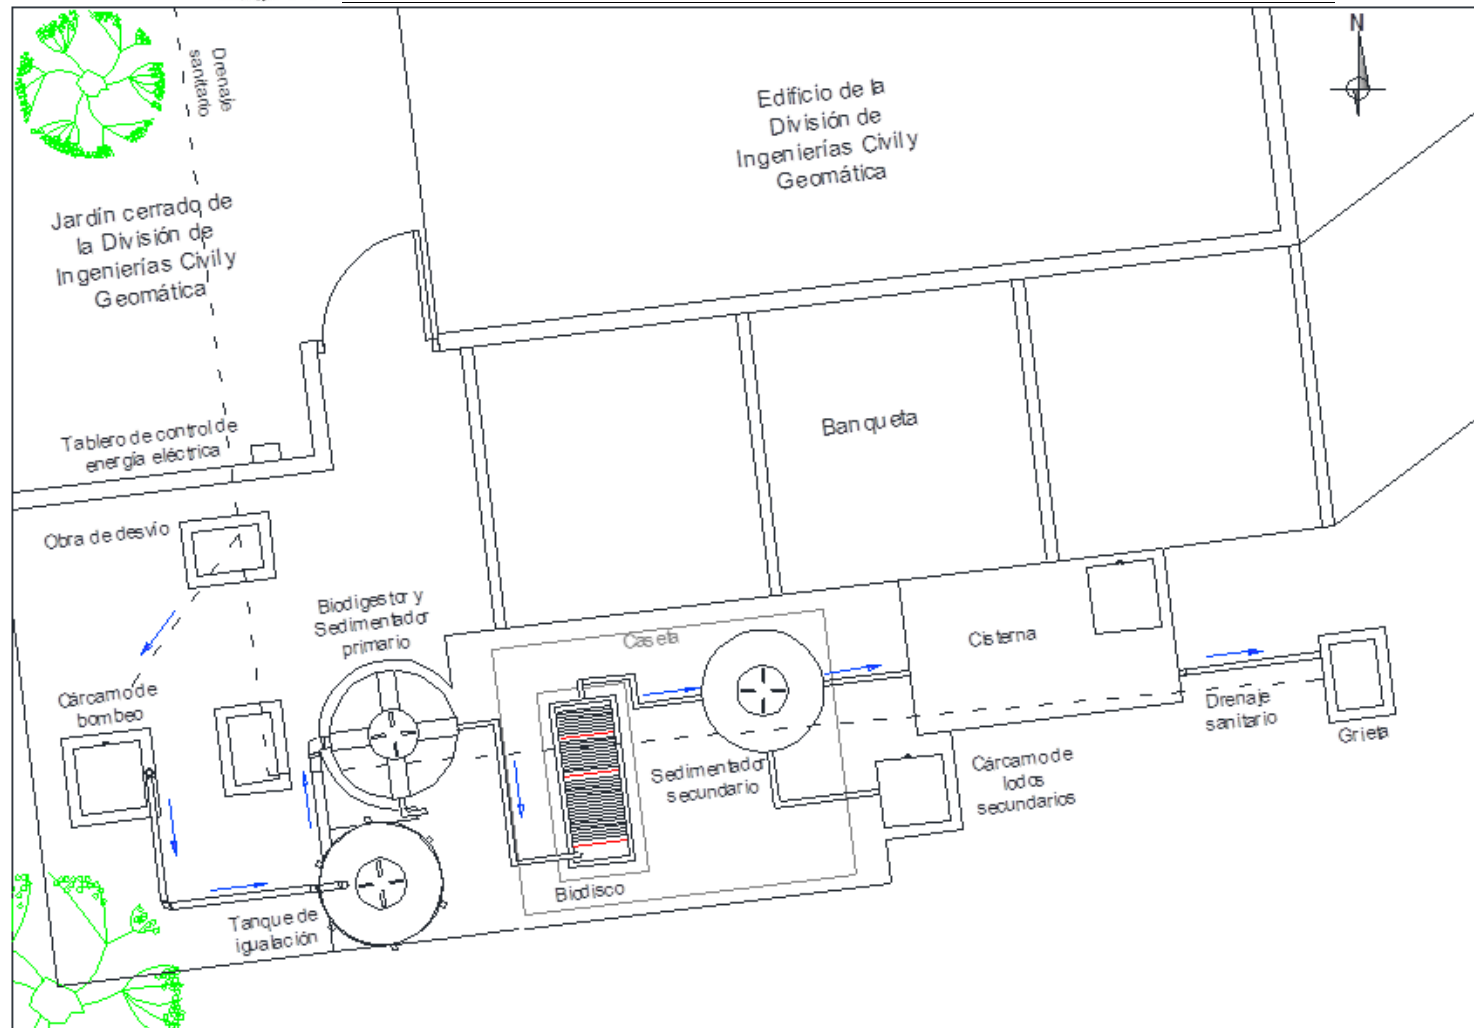 N
Drenaje
sanitario
Edificio de la
División de
Ingenierías Civil y
Geomática
Jardín cerrado de
la División de
Ingenierías Civil y
Geomática
Banqueta
Tablero de control de
energía eléctrica
Obra de desvío
Biodigestor y
Sedimentador
primario
Caseta
Cisterna
Cárcamo de
bombeo
Drenaje
sanitario
Grieta
Sedimentador
secundario
Cárcamo de
lodos
secundarios
Biodisco
Tanque de
igualación